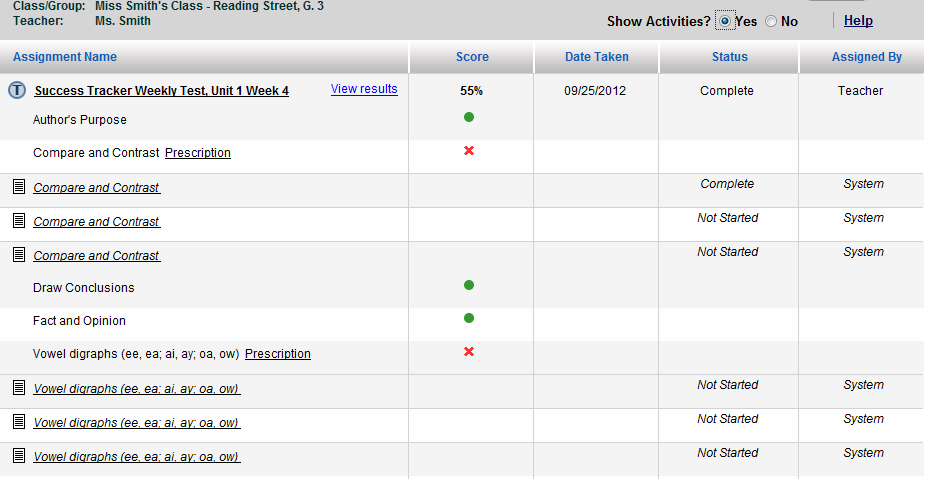 Class/Group: Miss Smith's Class - Reading Street, G. 3
Teacher: Ms. Smith
Show Activities? Yes No Help
Assignment Name Score Date Taken Status Assigned By
T Success Tracker Weekly Test, Unit 1 Week 4 View results 55% 09/25/2012 Complete Teacher
Author's Purpose
Compare and Contrast Prescription
Compare and Contrast Complete System
Compare and Contrast Not Started System
Compare and Contrast Not Started System
Draw Conclusions
Fact and Opinion
Vowel digraphs (ee, ea; ai, ay; oa, ow) Prescription
Vowel digraphs (ee, ea; ai, ay; oa, ow) Not Started System
Vowel digraphs (ee, ea; ai, ay; oa, ow) Not Started System
Vowel digraphs (ee, ea; ai, ay; oa, ow) Not Started System